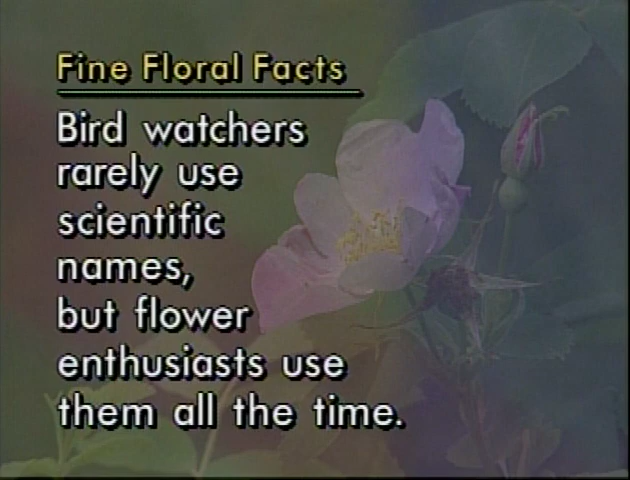 Fine Floral Facts
Bird watchers
rarely use
scientific
names,
but flower
enthusiasts use
them all the time.